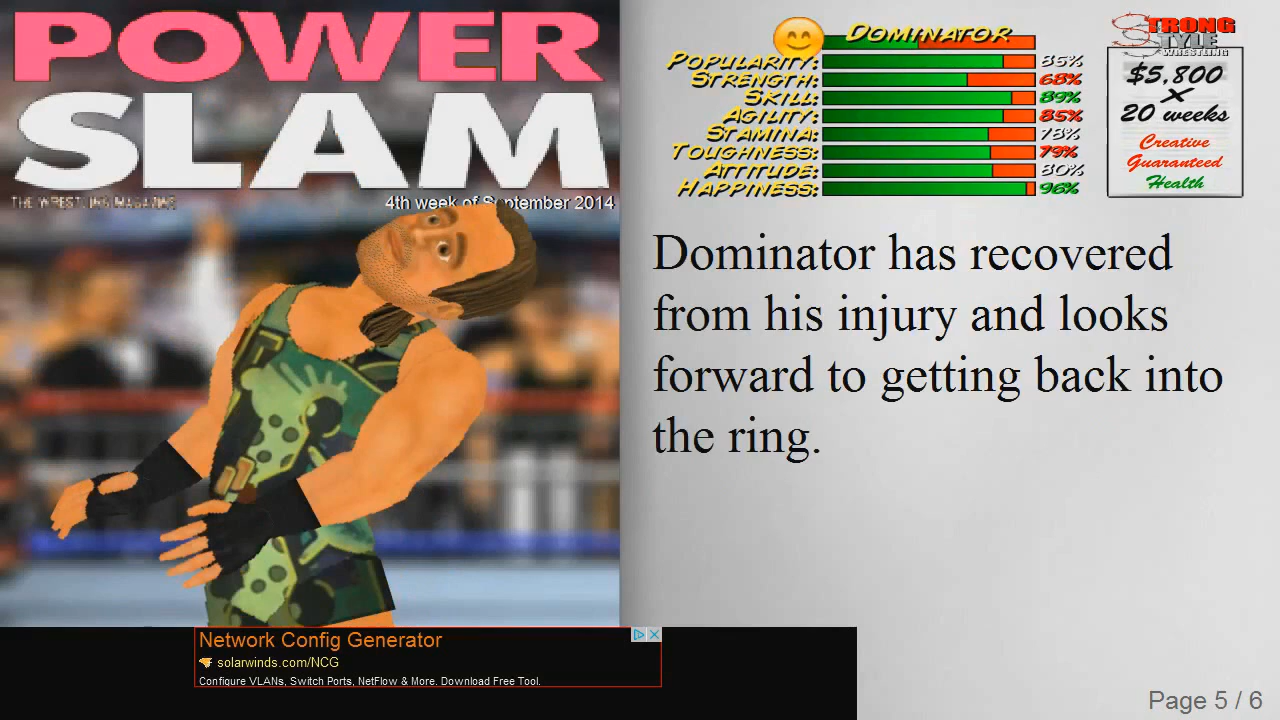 POWER
SLAM
THE WRESTLING MAGAZINE
4th week of September 2014
DOMINATOR
POPULARITY: 85%
STRENGTH: 68%
SKILL: 89%
AGILITY: 85%
STAMINA: 78%
TOUGHNESS: 79%
ATTITUDE: 80%
HAPPINESS: 96%
STRONG
STYLE
WRESTLING
$5,800
X
20 weeks
Creative
Guaranteed
Health
Dominator has recovered
from his injury and looks
forward to getting back into
the ring.
Network Config Generator
solarwinds.com/NCG
Configure VLANs, Switch Ports, NetFlow & More. Download Free Tool.
Page 5 / 6